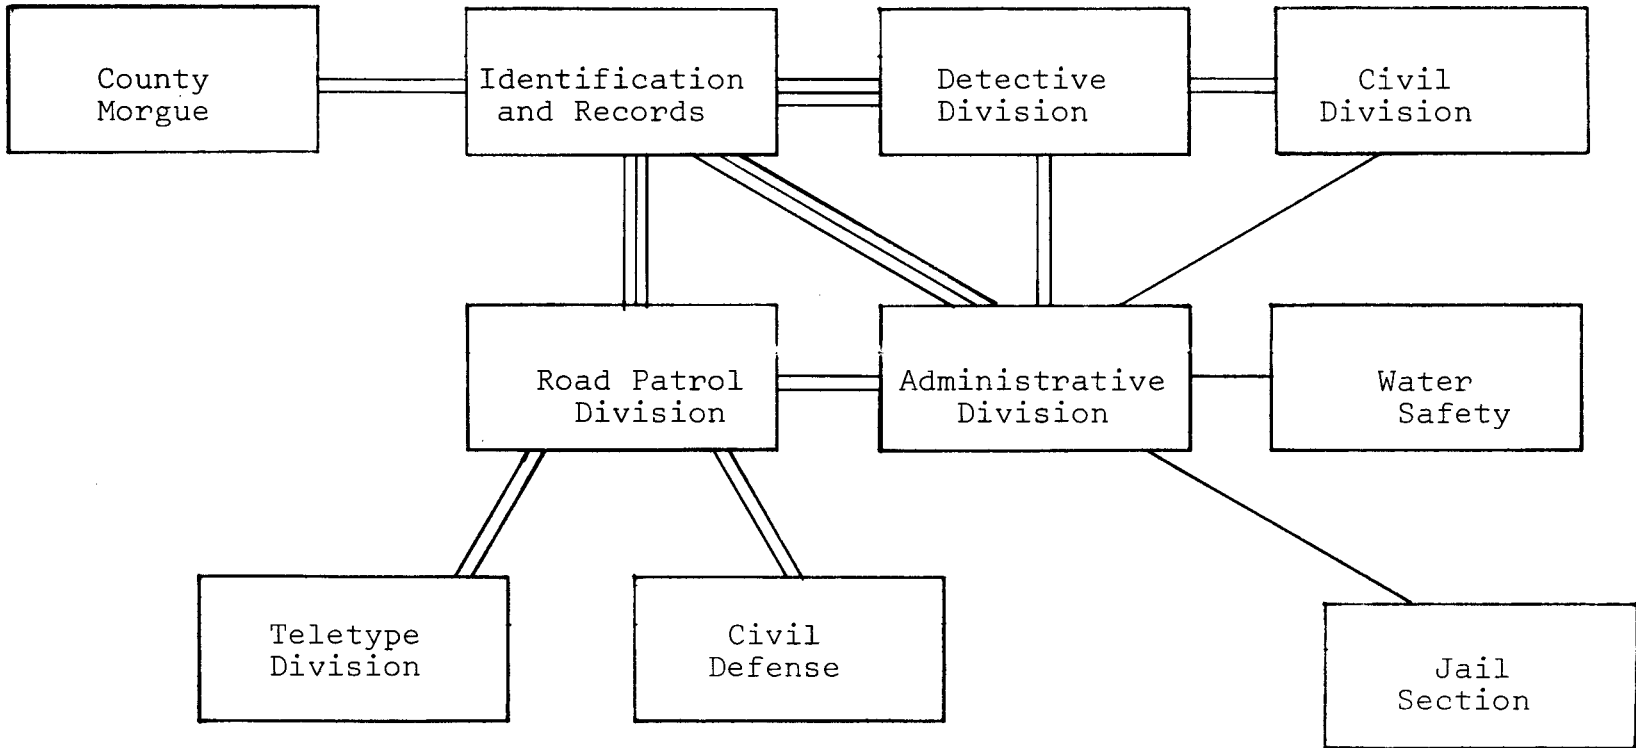 County
Morgue
Identification
and Records
Detective
Division
Civil
Division
Road Patrol
Division
Administrative
Division
Water
Safety
Teletype
Division
Civil
Defense
Jail
Section